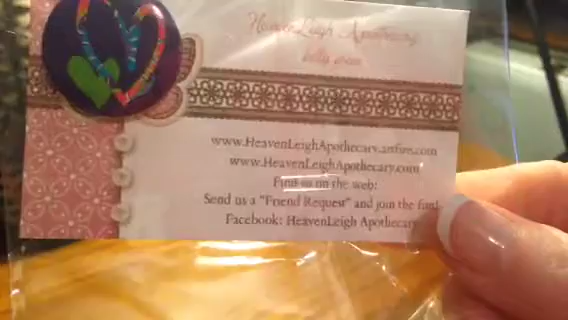 HeavenLeigh Apothecary
www.HeavenLeighApothecary.artfire.com
www.HeavenLeighApothecary.com
Find us on the web:
Send us a "Friend Request" and join the fun!
Facebook: HeavenLeigh Apothecary